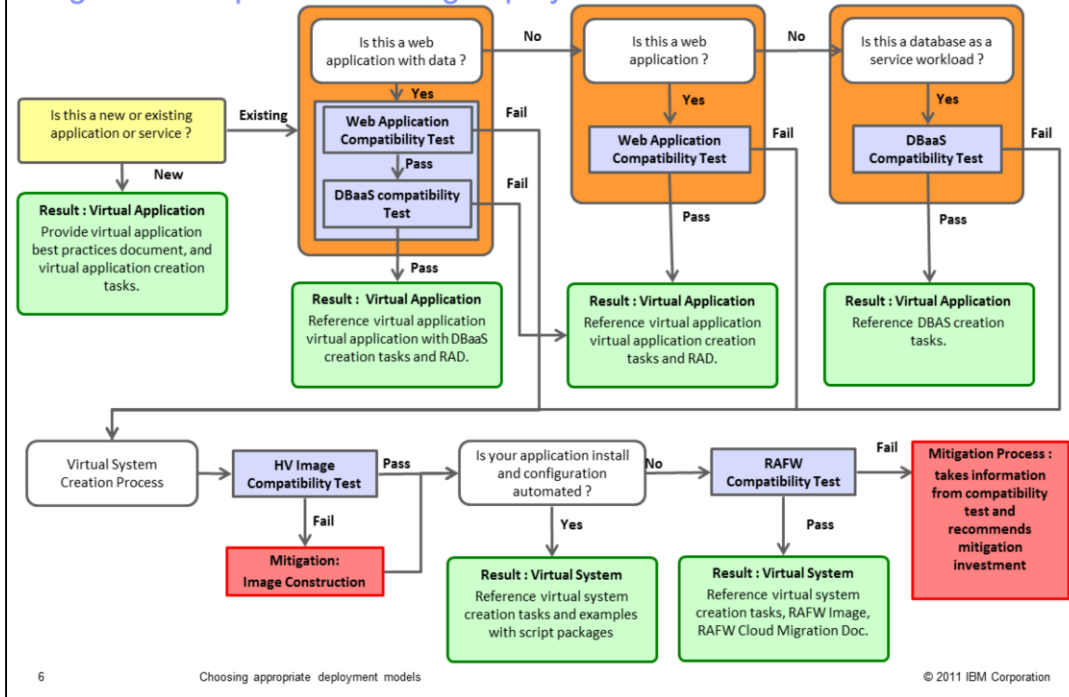 Is this a web
application with data ?
No
Is this a web
application ?
No
Is this a database as a
service workload ?
Is this a new or existing
application or service ?
Existing
Yes
Fail
Web Application
Compatibility Test
Pass
DBaaS compatibility
Test
Fail
Yes
Fail
Web Application
Compatibility Test
Yes
Fail
DBaaS
Compatibility Test
New
Pass
Pass
Pass
Result : Virtual Application
Provide virtual application
best practices document, and
virtual application creation
tasks.
Result : Virtual Application
Reference virtual application
virtual application with DBaaS
creation tasks and RAD.
Result : Virtual Application
Reference virtual application
virtual application creation
tasks and RAD.
Result : Virtual Application
Reference DBAS creation
tasks.
Virtual System
Creation Process
HV Image
Compatibility Test
Pass
Fail
Mitigation:
Image Construction
Is your application install
and configuration
automated ?
No
Yes
RAFW
Compatibility Test
Fail
Pass
Mitigation Process :
takes information
from compatibility
test and
recommends
mitigation
investment
Result : Virtual System
Reference virtual system
creation tasks and examples
with script packages
Result : Virtual System
Reference virtual system
creation tasks, RAFW Image,
RAFW Cloud Migration Doc.
6
Choosing appropriate deployment models
© 2011 IBM Corporation